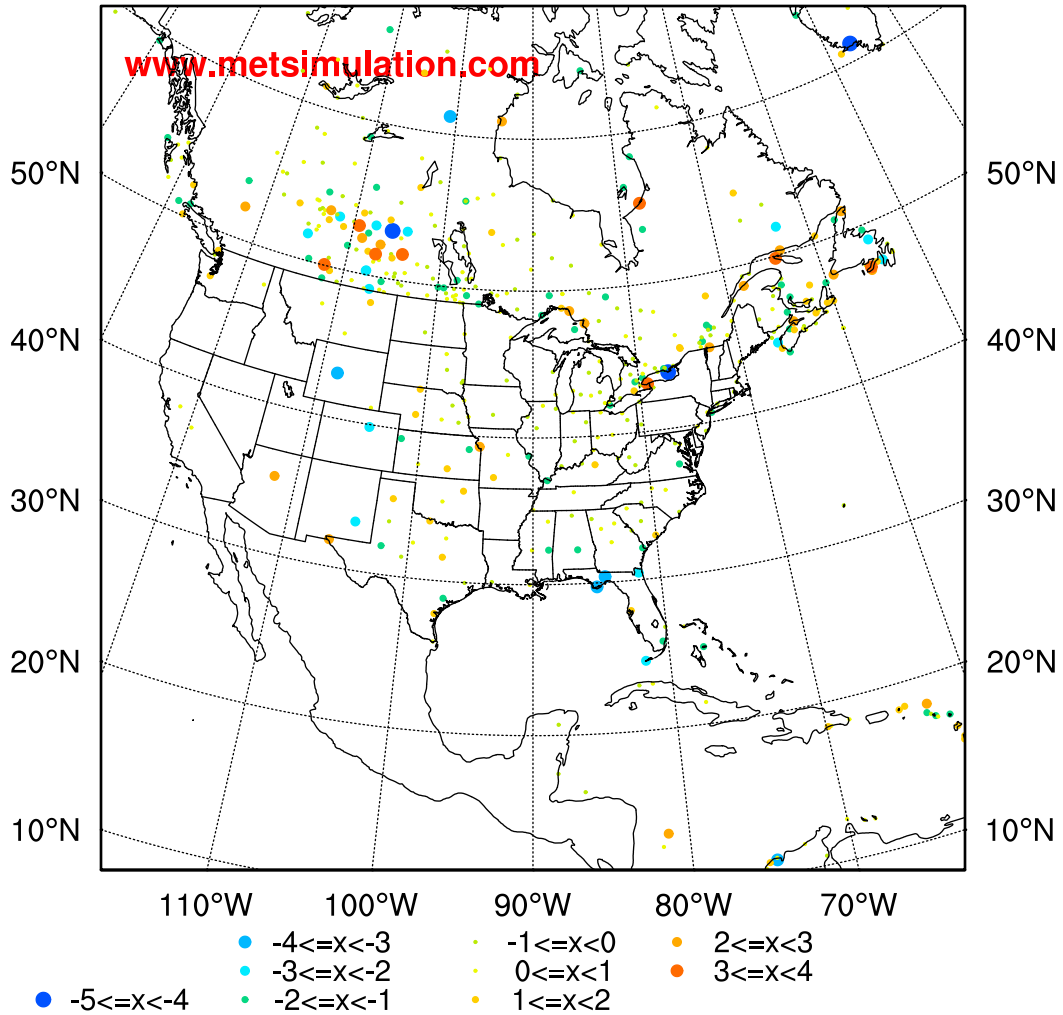 www.metsimulation.com
50°N 50°N
40°N 40°N
30°N 30°N
20°N 20°N
10°N 10°N
110°W 100°W 90°W 80°W 70°W
-4<=x<-3 -1<=x<0 2<=x<3
-3<=x<-2 0<=x<1 3<=x<4
-5<=x<-4 -2<=x<-1 1<=x<2